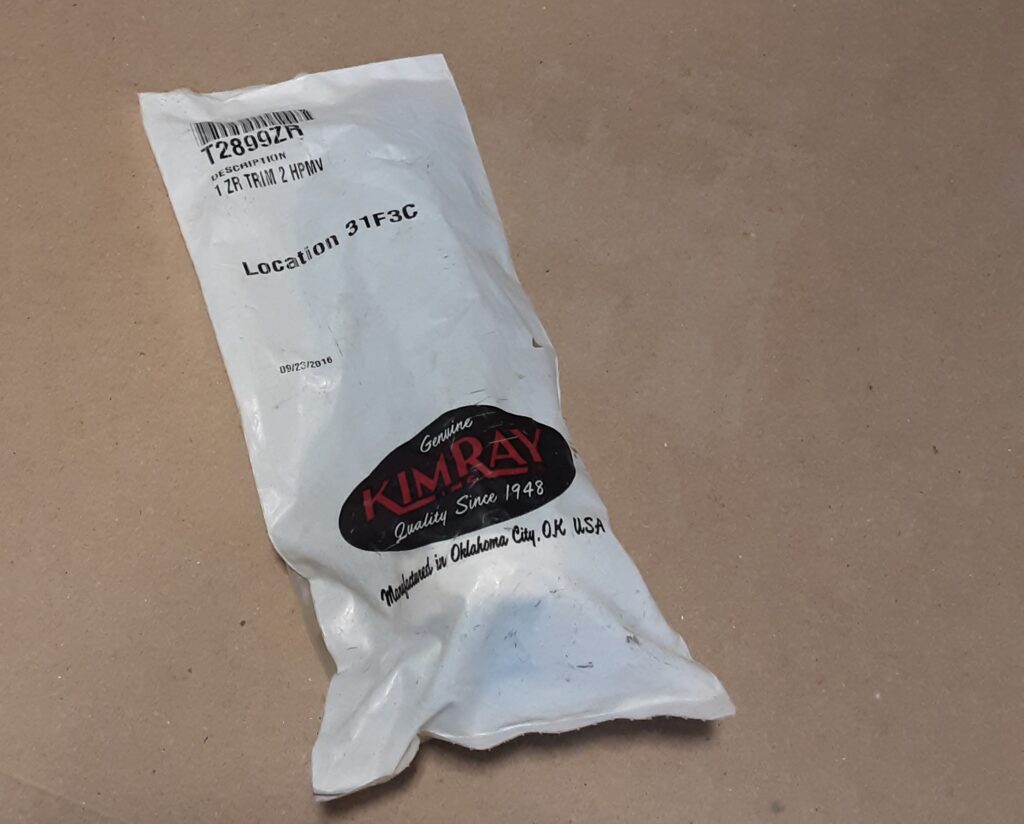 T2899ZR
DESCRIPTION
1 ZR TRIM 2 HPMV
Location 31F3C
09/23/2016
Genuine
KIMRAY
Quality Since 1948
Manufactured in Oklahoma City, OK USA